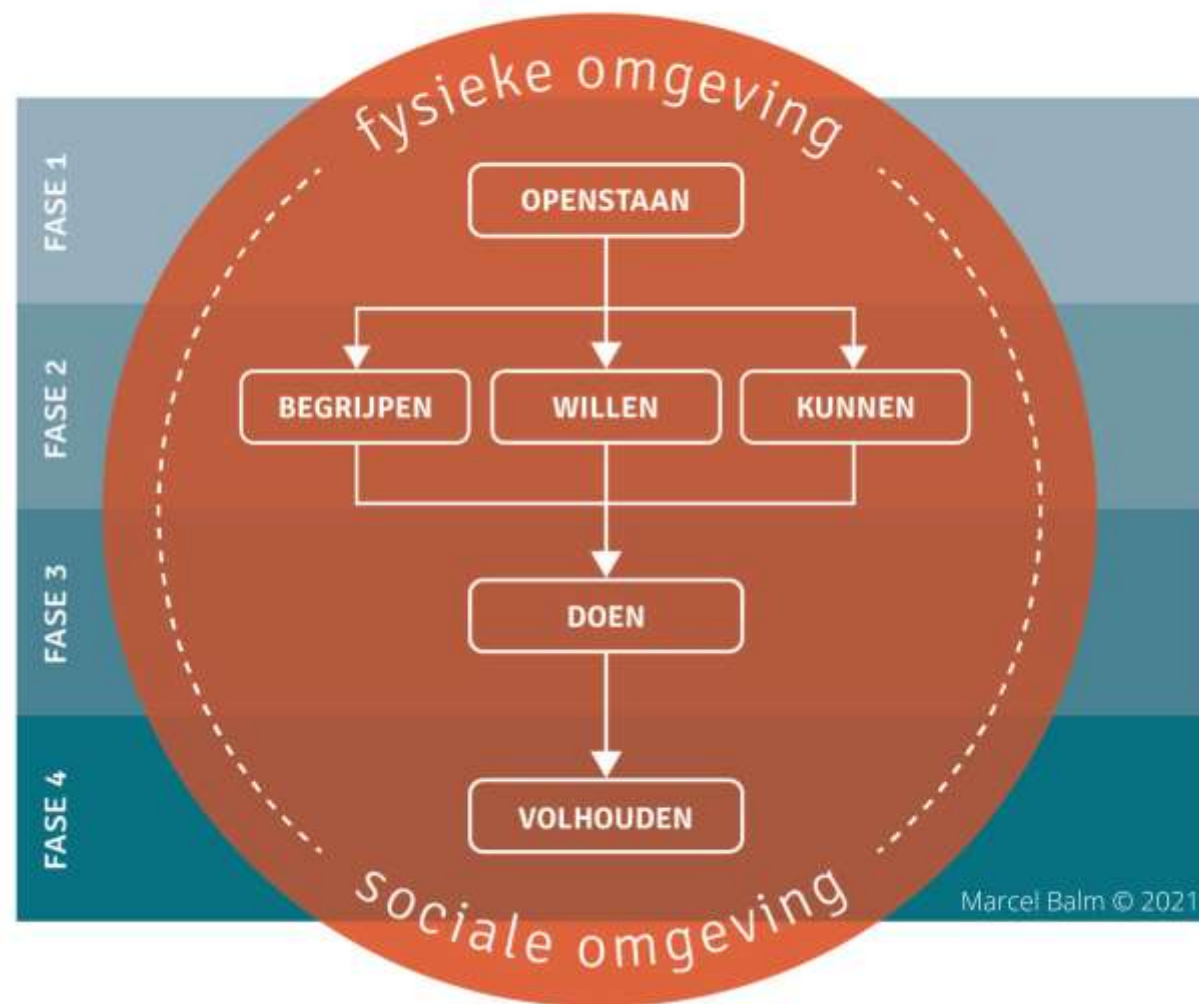 fysieke omgeving
FASE 1
OPENSTAAN
FASE 2
BEGRIJPEN
WILLEN
KUNNEN
FASE 3
DOEN
FASE 4
VOLHOUDEN
Marcel Balm © 2021
sociale omgeving